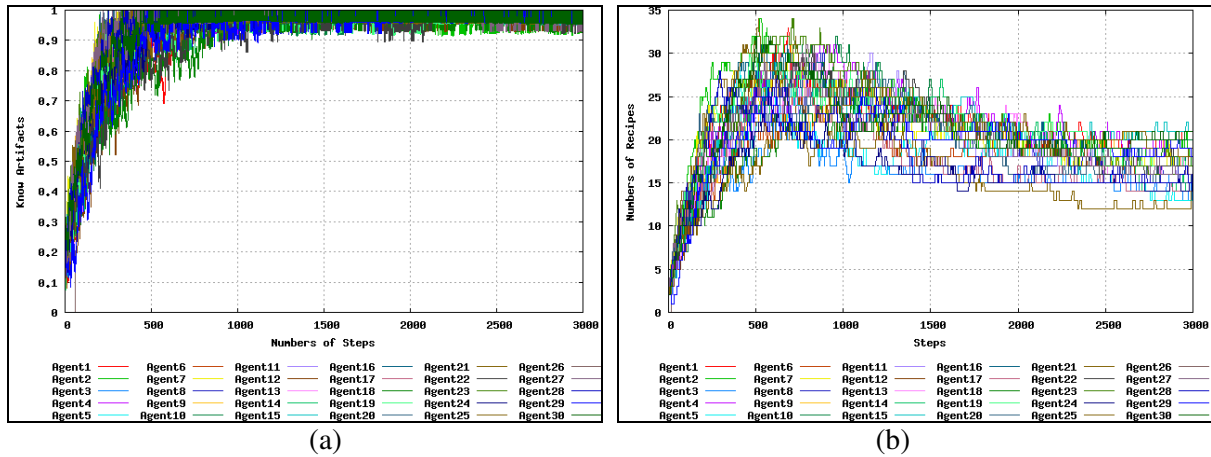 Know Artifacts
1
0.9
0.8
0.7
0.6
0.5
0.4
0.3
0.2
0.1
0
0 500 1000 1500 2000 2500 3000
Numbers of Steps
Agent1 Agent6 Agent11 Agent16 Agent21 Agent26
Agent2 Agent7 Agent12 Agent17 Agent22 Agent27
Agent3 Agent8 Agent13 Agent18 Agent23 Agent28
Agent4 Agent9 Agent14 Agent19 Agent24 Agent29
Agent5 Agent10 Agent15 Agent20 Agent25 Agent30
(a)
Numbers of Recipes
35
30
25
20
15
10
5
0
0 500 1000 1500 2000 2500 3000
Steps
Agent1 Agent6 Agent11 Agent16 Agent21 Agent26
Agent2 Agent7 Agent12 Agent17 Agent22 Agent27
Agent3 Agent8 Agent13 Agent18 Agent23 Agent28
Agent4 Agent9 Agent14 Agent19 Agent24 Agent29
Agent5 Agent10 Agent15 Agent20 Agent25 Agent30
(b)